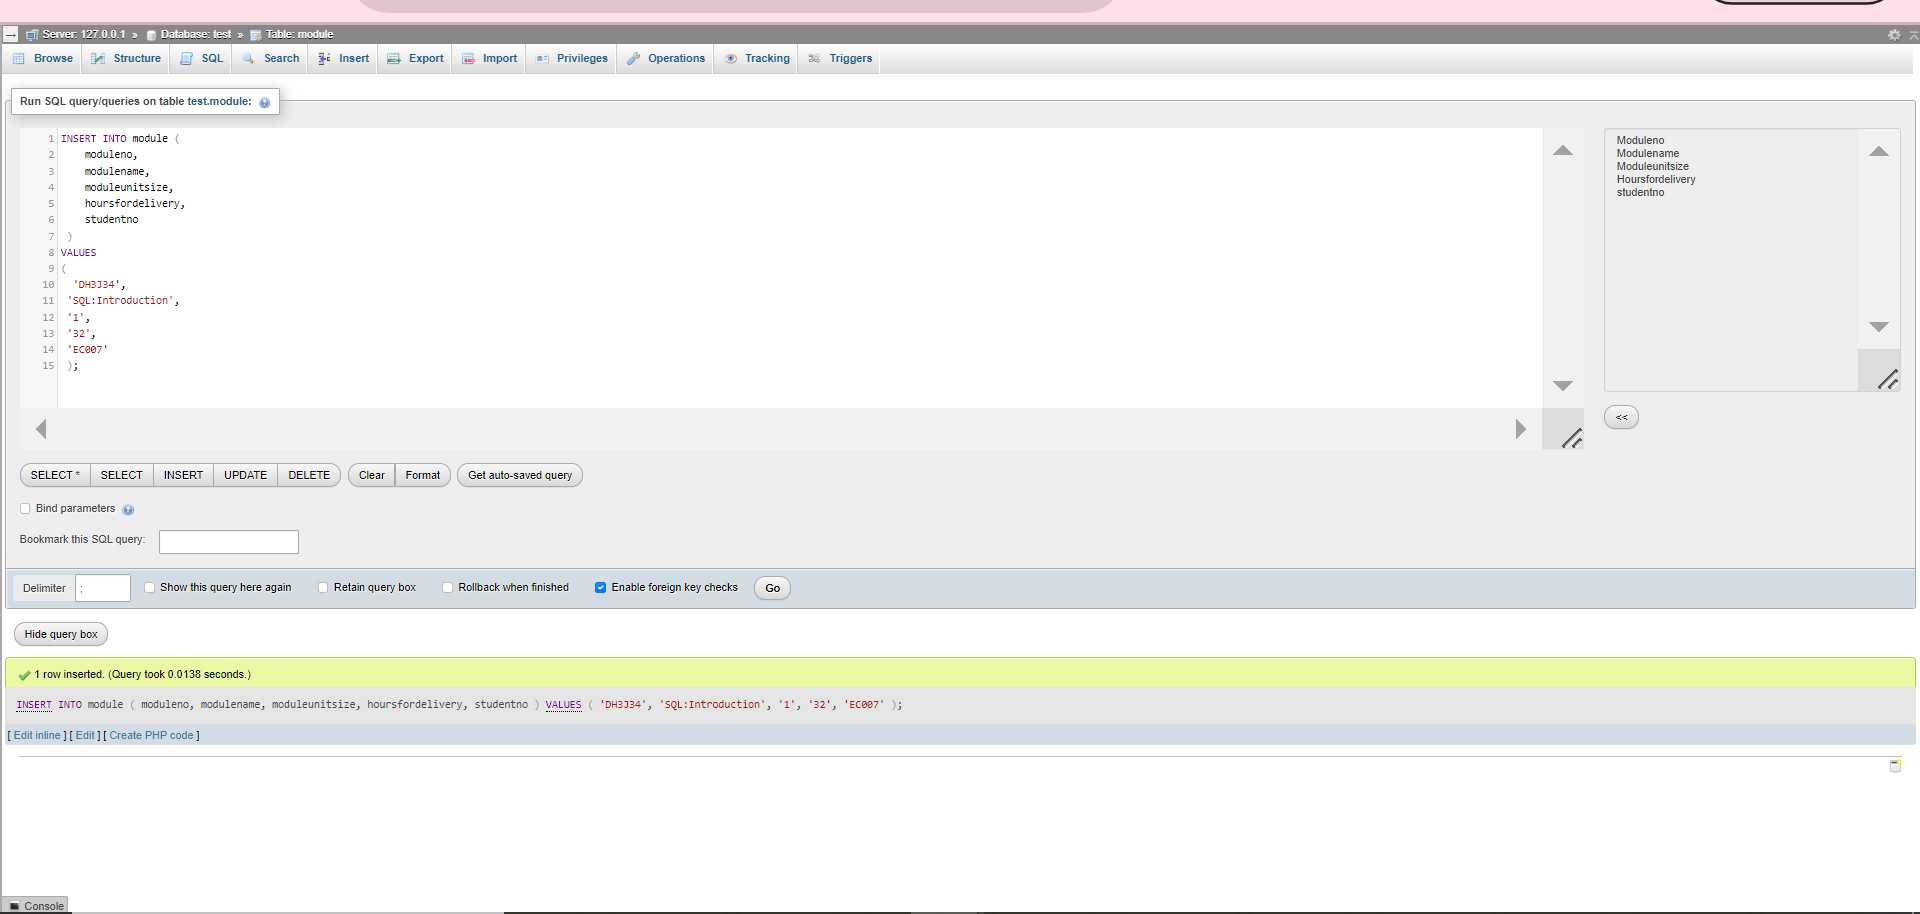 Server: 127.0.0.1 » Database: test » Table: module
Browse Structure SQL Search Insert Export Import Privileges Operations Tracking Triggers
Run SQL query/queries on table test.module:
1 INSERT INTO module (
2 moduleno,
3 modulename,
4 moduleunitsize,
5 hoursfordelivery,
6 studentno
7 )
8 VALUES
9 (
10 'DH3J34',
11 'SQL:Introduction',
12 '1',
13 '32',
14 'EC007'
15 );
Moduleno
Modulename
Moduleunitsize
Hoursfordelivery
studentno
<<
SELECT * SELECT INSERT UPDATE DELETE Clear Format Get auto-saved query
Bind parameters
Bookmark this SQL query:
Delimiter ; Show this query here again Retain query box Rollback when finished Enable foreign key checks Go
Hide query box
1 row inserted. (Query took 0.0138 seconds.)
INSERT INTO module ( moduleno, modulename, moduleunitsize, hoursfordelivery, studentno ) VALUES ( 'DH3J34', 'SQL:Introduction', '1', '32', 'EC007' );
[ Edit inline ] [ Edit ] [ Create PHP code ]
Console